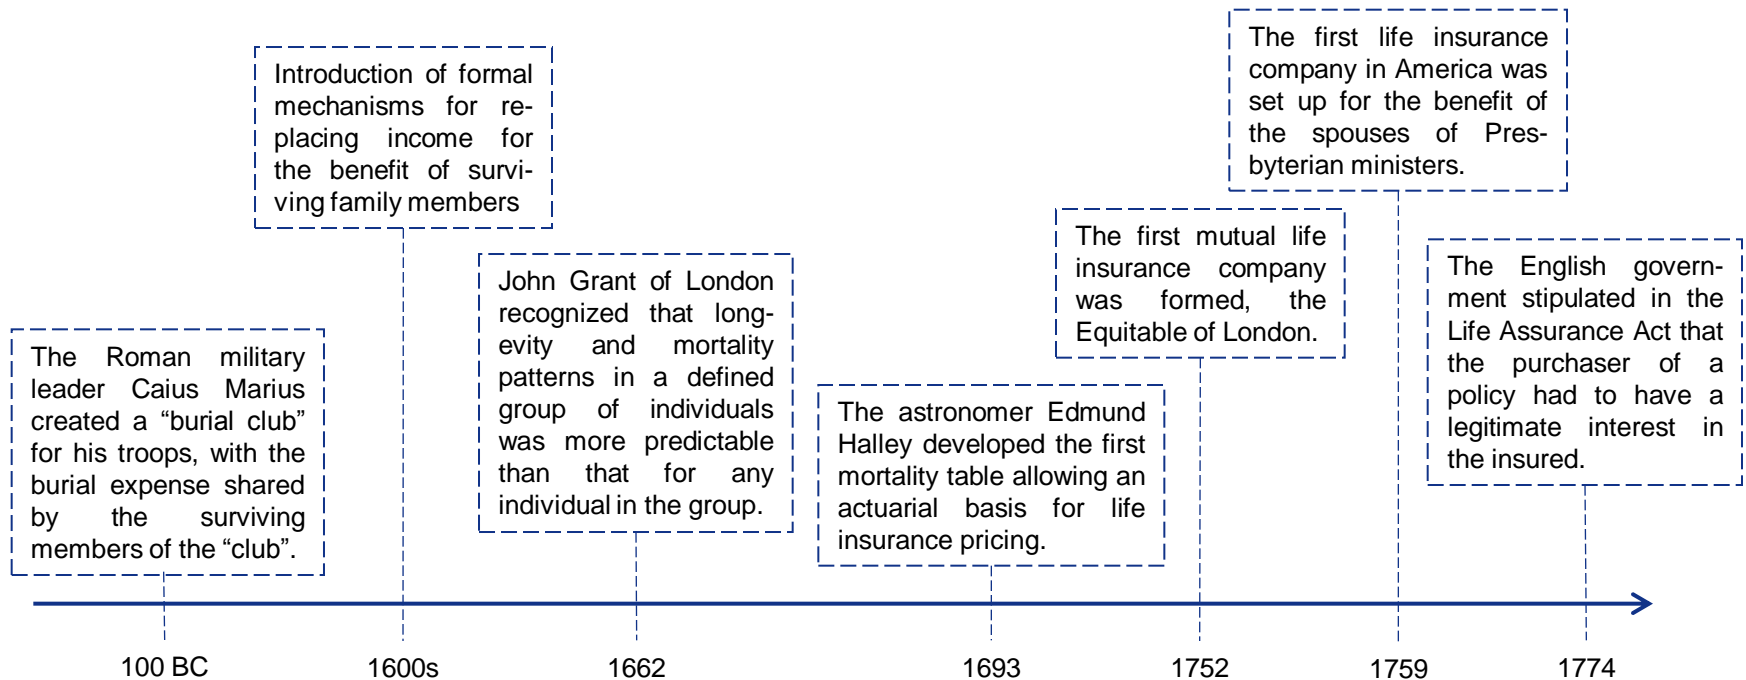 The Roman military
leader Caius Marius
created a “burial club”
for his troops, with the
burial expense shared
by the surviving
members of the “club”.
Introduction of formal
mechanisms for re-
placing income for
the benefit of survi-
ving family members
John Grant of London
recognized that long-
evity and mortality
patterns in a defined
group of individuals
was more predictable
than that for any
individual in the group.
The astronomer Edmund
Halley developed the first
mortality table allowing an
actuarial basis for life
insurance pricing.
The first mutual life
insurance company
was formed, the
Equitable of London.
The first life insurance
company in America was
set up for the benefit of
the spouses of Pres-
byterian ministers.
The English govern-
ment stipulated in the
Life Assurance Act that
the purchaser of a
policy had to have a
legitimate interest in
the insured.
100 BC
1600s
1662
1693
1752
1759
1774